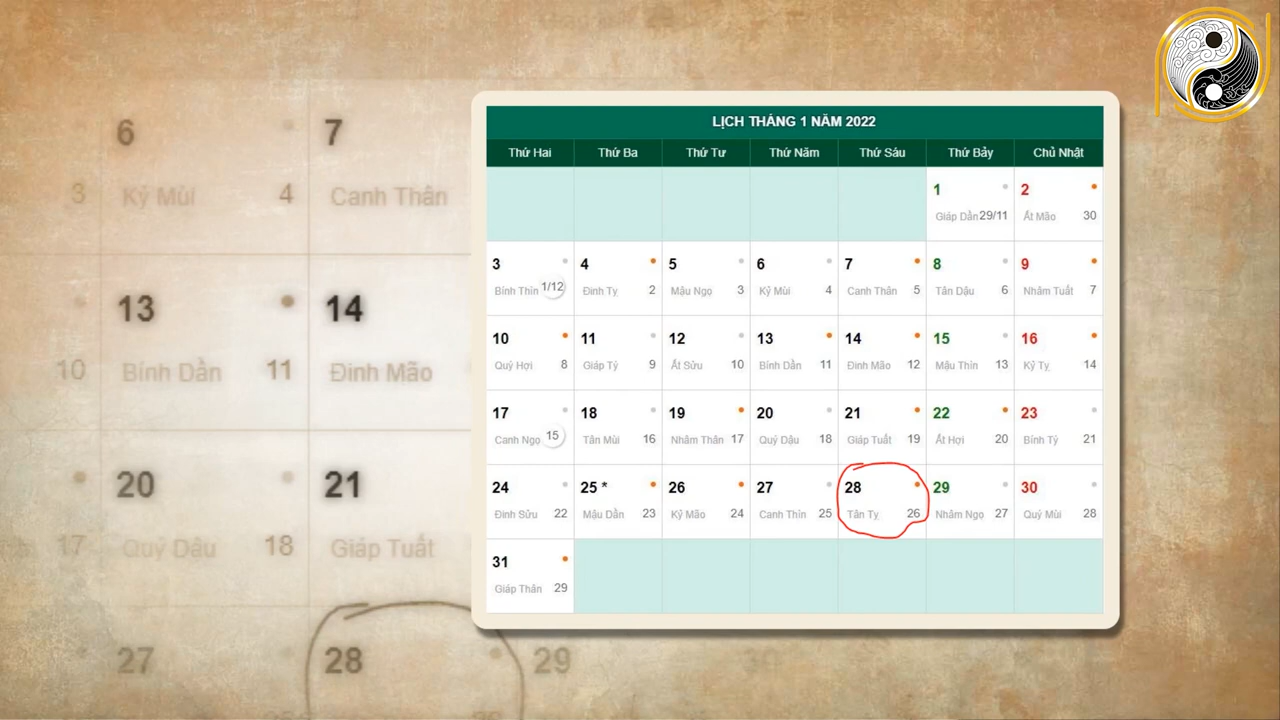 LỊCH THÁNG 1 NĂM 2022
Thứ Hai Thứ Ba Thứ Tư Thứ Năm Thứ Sáu Thứ Bảy Chủ Nhật
1 2
Giáp Dần 29/11 Ất Mão 30
3 4 5 6 7 8 9
Bính Thìn 1/12 Đinh Tỵ 2 Mậu Ngọ 3 Kỷ Mùi 4 Canh Thân 5 Tân Dậu 6 Nhâm Tuất 7
10 11 12 13 14 15 16
Quý Hợi 8 Giáp Tý 9 Ất Sửu 10 Bính Dần 11 Đinh Mão 12 Mậu Thìn 13 Kỷ Tỵ 14
17 18 19 20 21 22 23
Canh Ngọ 15 Tân Mùi 16 Nhâm Thân 17 Quý Dậu 18 Giáp Tuất 19 Ất Hợi 20 Bính Tý 21
24 25 * 26 27 28 29 30
Đinh Sửu 22 Mậu Dần 23 Kỷ Mão 24 Canh Thìn 25 Tân Tỵ 26 Nhâm Ngọ 27 Quý Mùi 28
31
Giáp Thân 29
6 7
3 Kỷ Mùi 4 Canh Thân
13 14
10 Bính Dần 11 Đinh Mão
20 21
17 Quý Dậu 18 Giáp Tuất
27 28 29